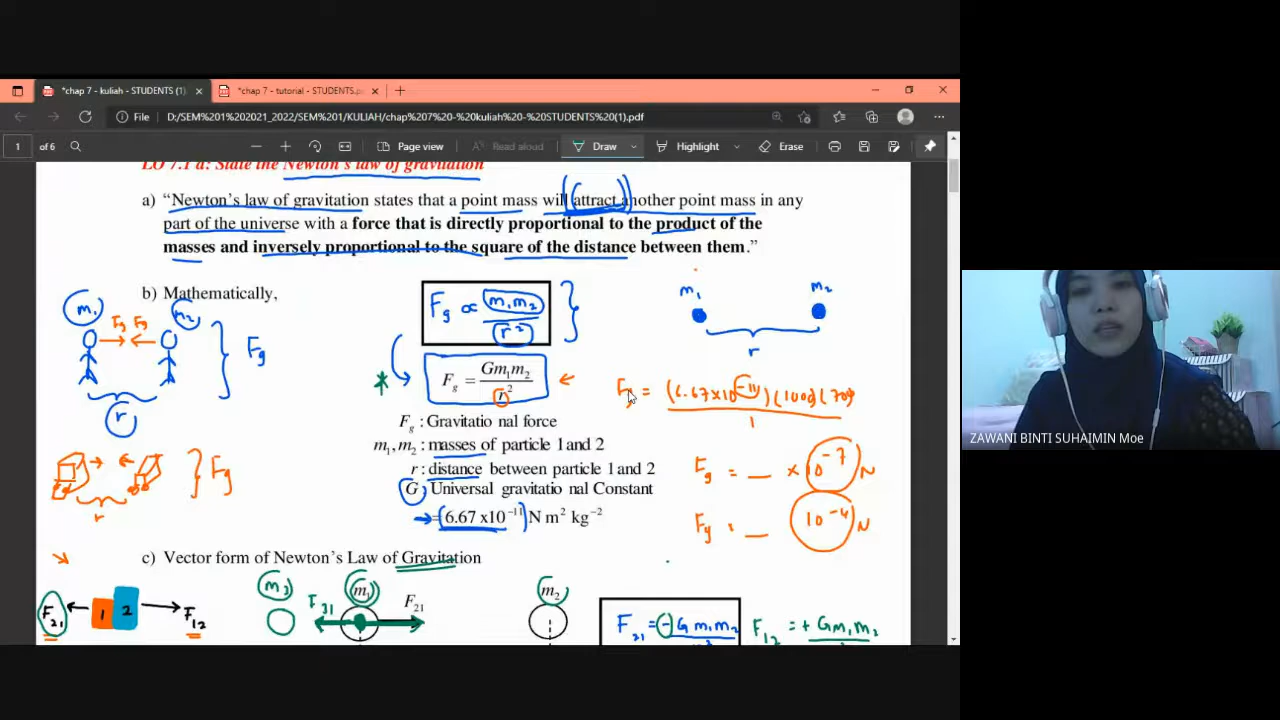 *chap 7 - kuliah - STUDENTS (1)
*chap 7 - tutorial - STUDENTS.p
File
D:/SEM%201%202021_2022/SEM%201/KULIAH/chap%207%20-%20kuliah%20-%20STUDENTS%20(1).pdf
1 of 6
Page view
Read aloud
Draw
Highlight
Erase
LO 7.1 a: State the Newton's law of gravitation
a) “Newton's law of gravitation states that a point mass will attract another point mass in any
part of the universe with a force that is directly proportional to the product of the
masses and inversely proportional to the square of the distance between them.”
b) Mathematically,
m₁
m₂
Fg Fg
Fg
r
Fg ∝ m₁m₂ / r²
Fg = Gm₁m₂ / r²
m₁
m₂
r
Fg = (6.67x10⁻¹¹)(100)(70) / 1
Fg : Gravitatio nal force
m₁, m₂ : masses of particle 1 and 2
r : distance between particle 1 and 2
G : Universal gravitatio nal Constant
= 6.67 x10⁻¹¹ N m² kg⁻²
Fg
r
Fg = __ × 10⁻⁷ N
Fg = __ 10⁻⁴ N
c) Vector form of Newton's Law of Gravitation
F₂₁
1 2
F₁₂
m₃
m₁
m₂
F₃₁
F₂₁
F₂₁ = - G m₁m₂
F₁₂ = + Gm₁m₂
ZAWANI BINTI SUHAIMIN Moe